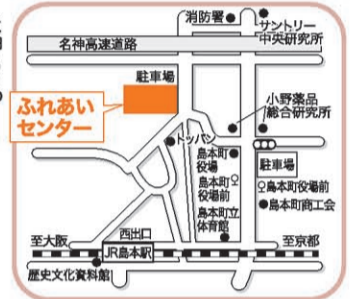 消防署
サントリー
中央研究所
名神高速道路
駐車場
ふれあい
センター
小野薬品
総合研究所
トッパン
島本町
役場
駐車場
島本町
役場前
島本町役場前
島本町商工会
島本町立
体育館
西出口
至大阪
JR島本駅
至京都
歴史文化資料館